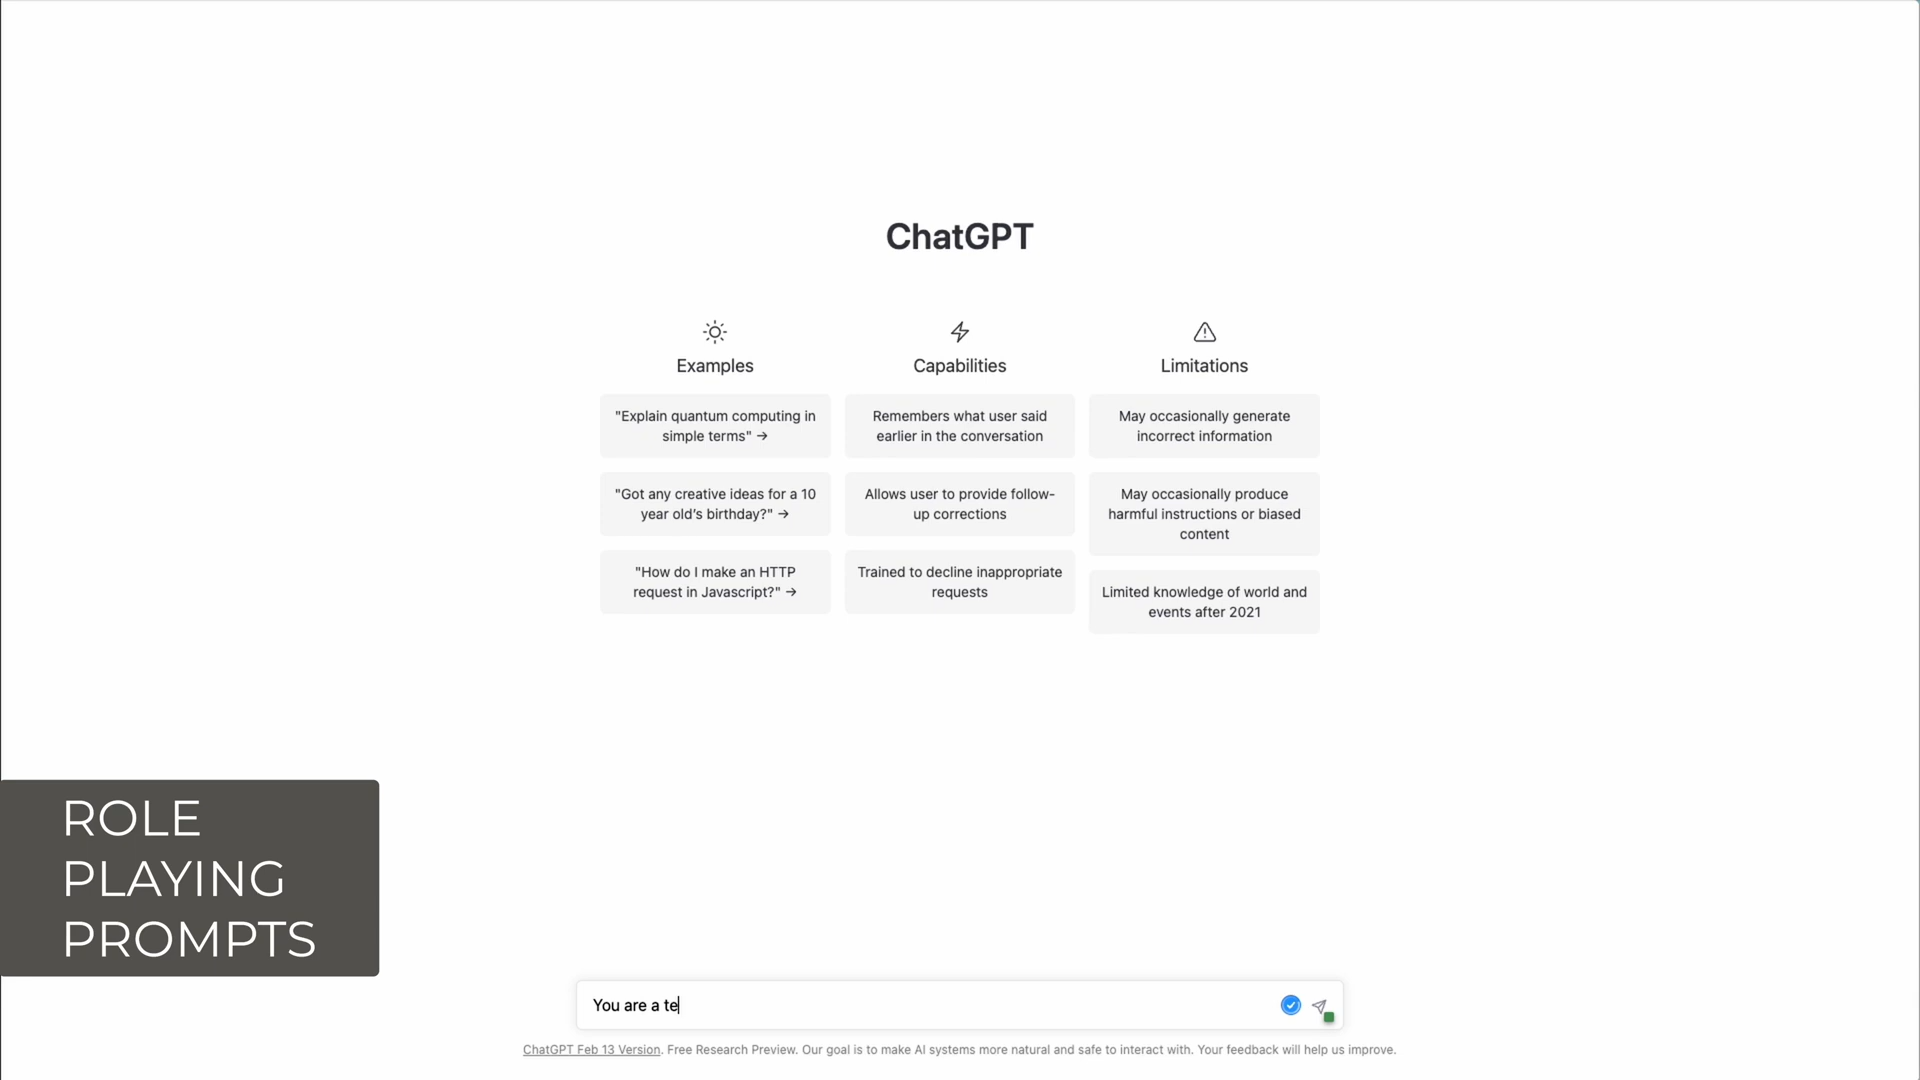 ChatGPT
Examples
"Explain quantum computing in
simple terms" →
"Got any creative ideas for a 10
year old's birthday?" →
"How do I make an HTTP
request in Javascript?" →
Capabilities
Remembers what user said
earlier in the conversation
Allows user to provide follow-
up corrections
Trained to decline inappropriate
requests
Limitations
May occasionally generate
incorrect information
May occasionally produce
harmful instructions or biased
content
Limited knowledge of world and
events after 2021
ROLE
PLAYING
PROMPTS
You are a te
ChatGPT Feb 13 Version. Free Research Preview. Our goal is to make AI systems more natural and safe to interact with. Your feedback will help us improve.